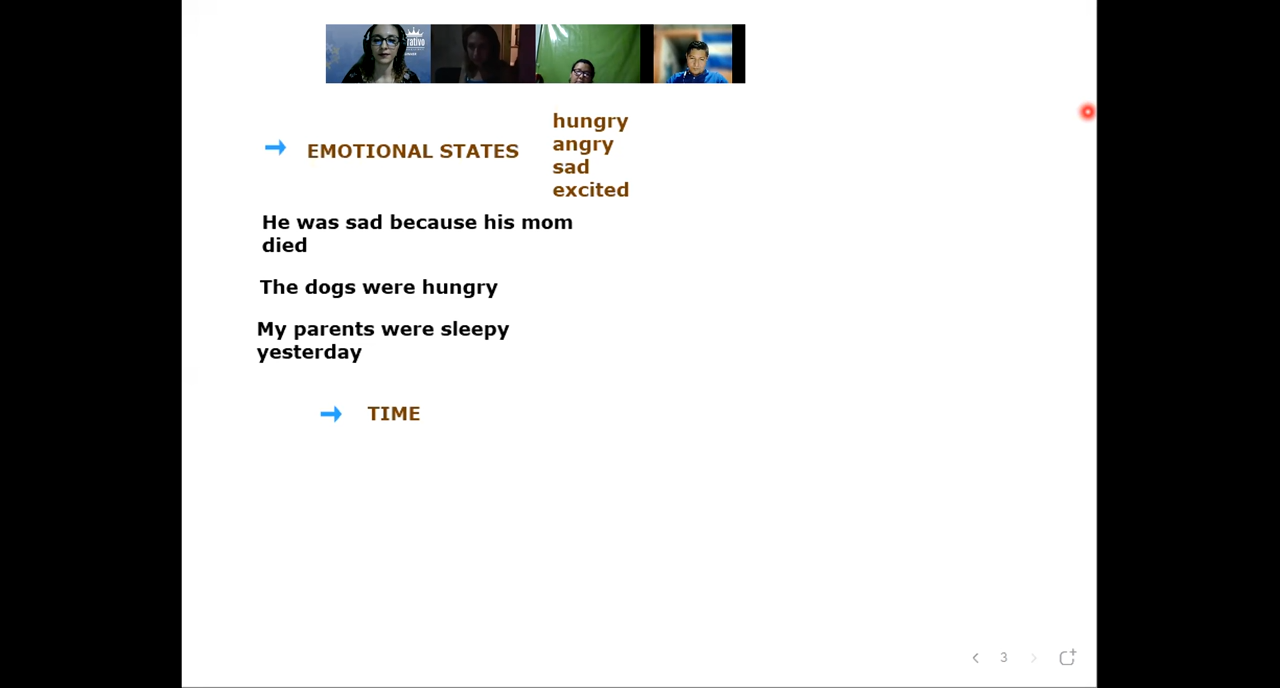 rativo
hungry
angry
EMOTIONAL STATES
sad
excited
He was sad because his mom
died
The dogs were hungry
My parents were sleepy
yesterday
TIME
3